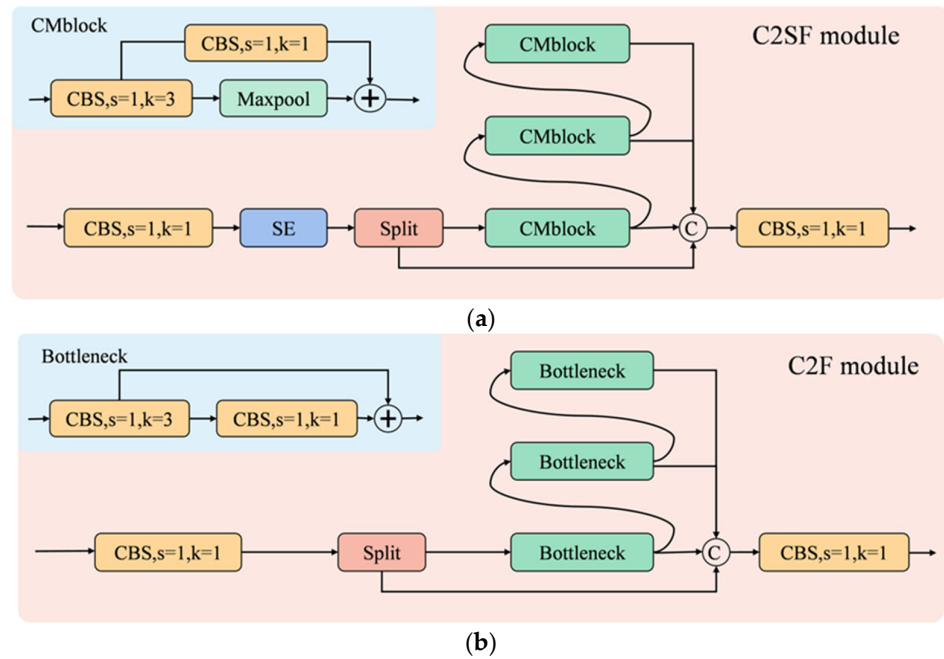 CMblock
CBS,s=1,k=1
CBS,s=1,k=3
Maxpool
+
C2SF module
CMblock
CMblock
CBS,s=1,k=1
SE
Split
CMblock
C
CBS,s=1,k=1
(a)
Bottleneck
CBS,s=1,k=3
CBS,s=1,k=1
+
C2F module
Bottleneck
Bottleneck
CBS,s=1,k=1
Split
Bottleneck
C
CBS,s=1,k=1
(b)